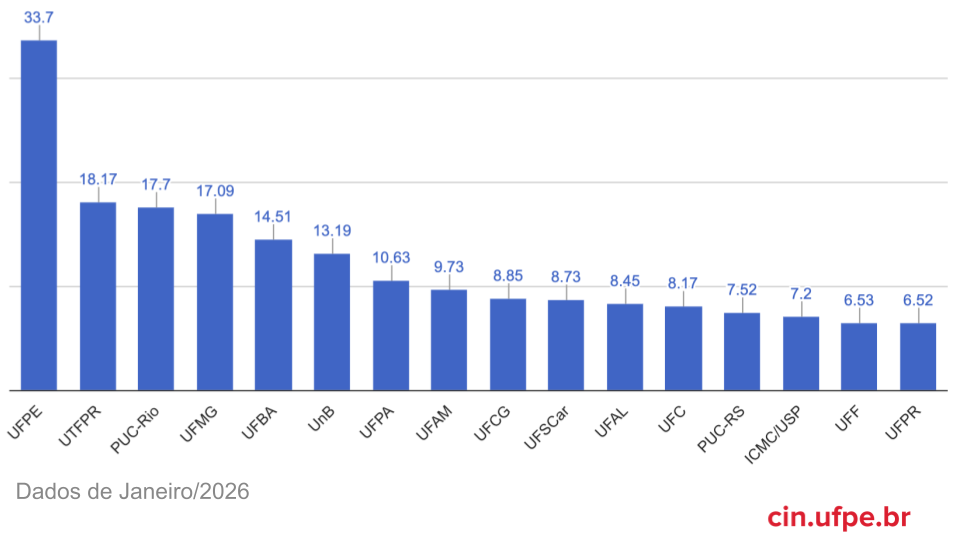 33.7
18.17
17.7
17.09
14.51
13.19
10.63
9.73
8.85
8.73
8.45
8.17
7.52
7.2
6.53
6.52
UFPE
UTFPR
PUC-Rio
UFMG
UFBA
UnB
UFPA
UFAM
UFCG
UFSCar
UFAL
UFC
PUC-RS
ICMC/USP
UFF
UFPR
Dados de Janeiro/2026
cin.ufpe.br